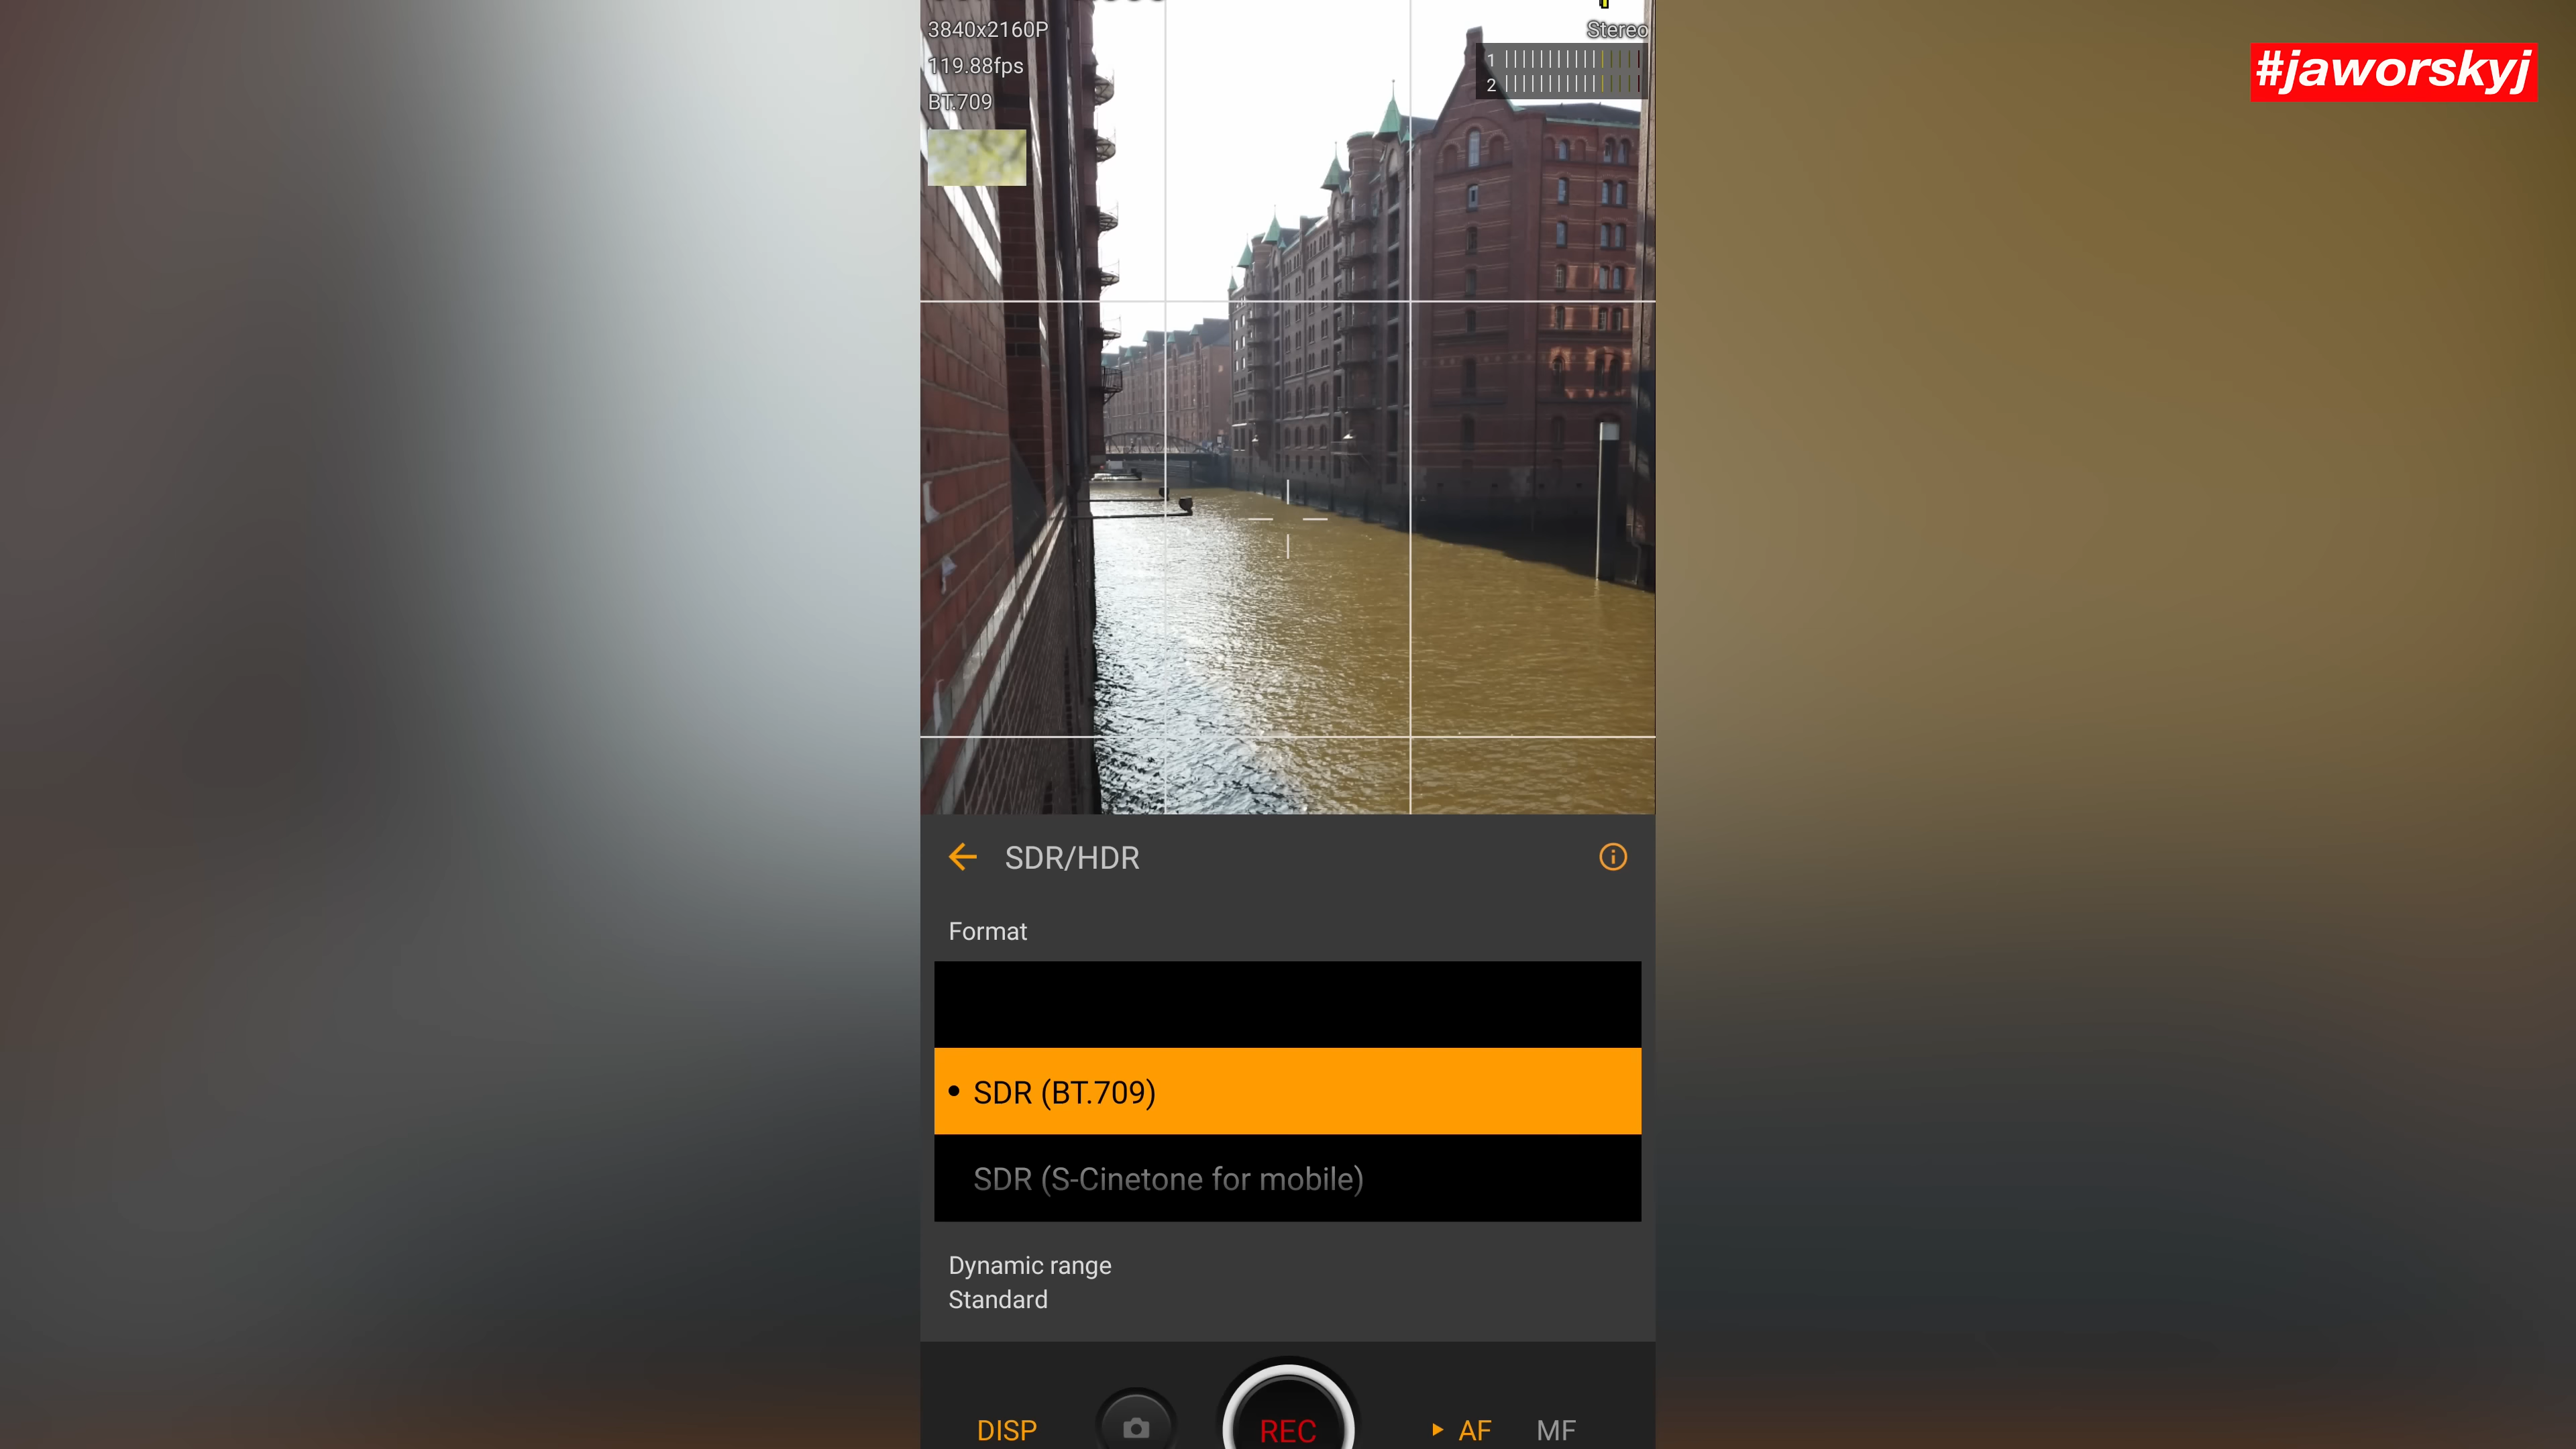 #jaworskyj
3840x2160P
Stereo
119.88fps
1
2
BT.709
SDR/HDR
Format
SDR (BT.709)
SDR (S-Cinetone for mobile)
Dynamic range
Standard
DISP
REC
AF
MF